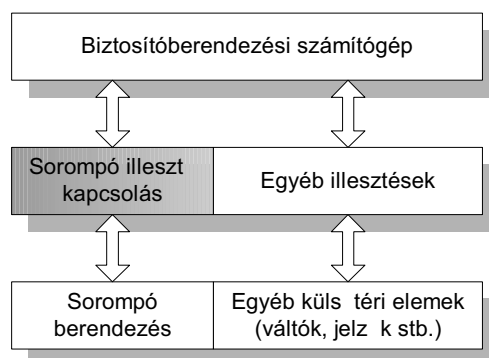 Biztosítóberendezési számítógép
Sorompó illeszt
kapcsolás
Egyéb illesztések
Sorompó
berendezés
Egyéb küls téri elemek
(váltók, jelz k stb.)